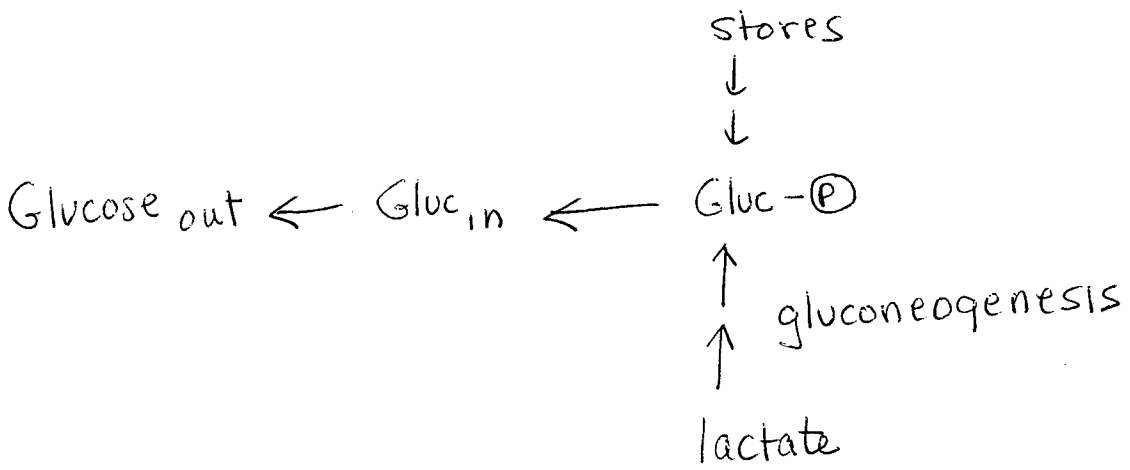 stores
Glucose out ← Gluc in ← Gluc-Ⓟ
gluconeogenesis
lactate